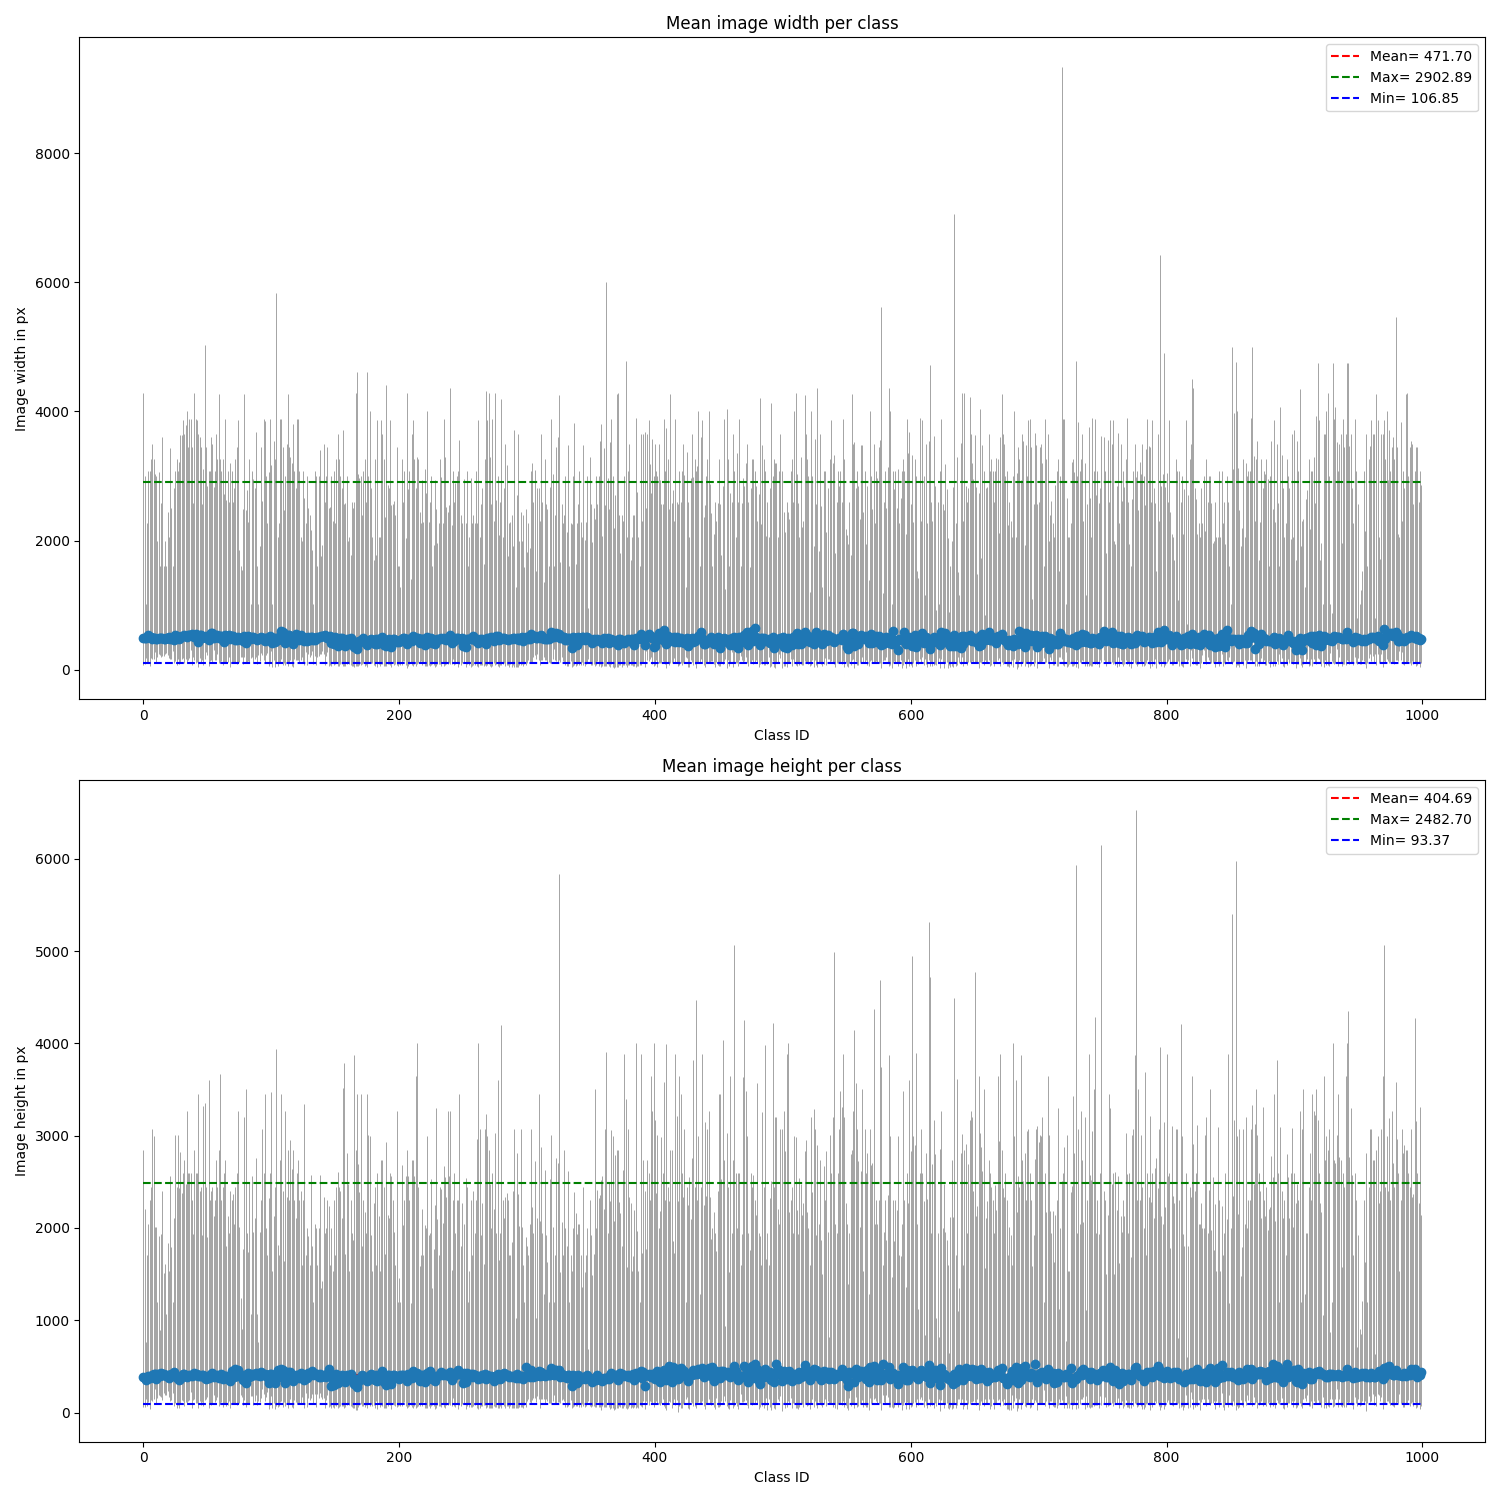 Mean image width per class
Mean= 471.70
Max= 2902.89
Min= 106.85
8000
6000
4000
2000
0
Image width in px
0 200 400 600 800 1000
Class ID
Mean image height per class
Mean= 404.69
Max= 2482.70
Min= 93.37
6000
5000
4000
3000
2000
1000
0
Image height in px
0 200 400 600 800 1000
Class ID